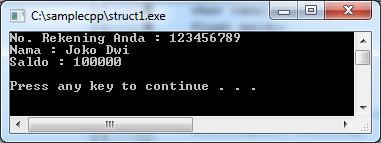 C:\samplecpp\struct1.exe
No. Rekening Anda : 123456789
Nama : Joko Dwi
Saldo : 100000
Press any key to continue . . .